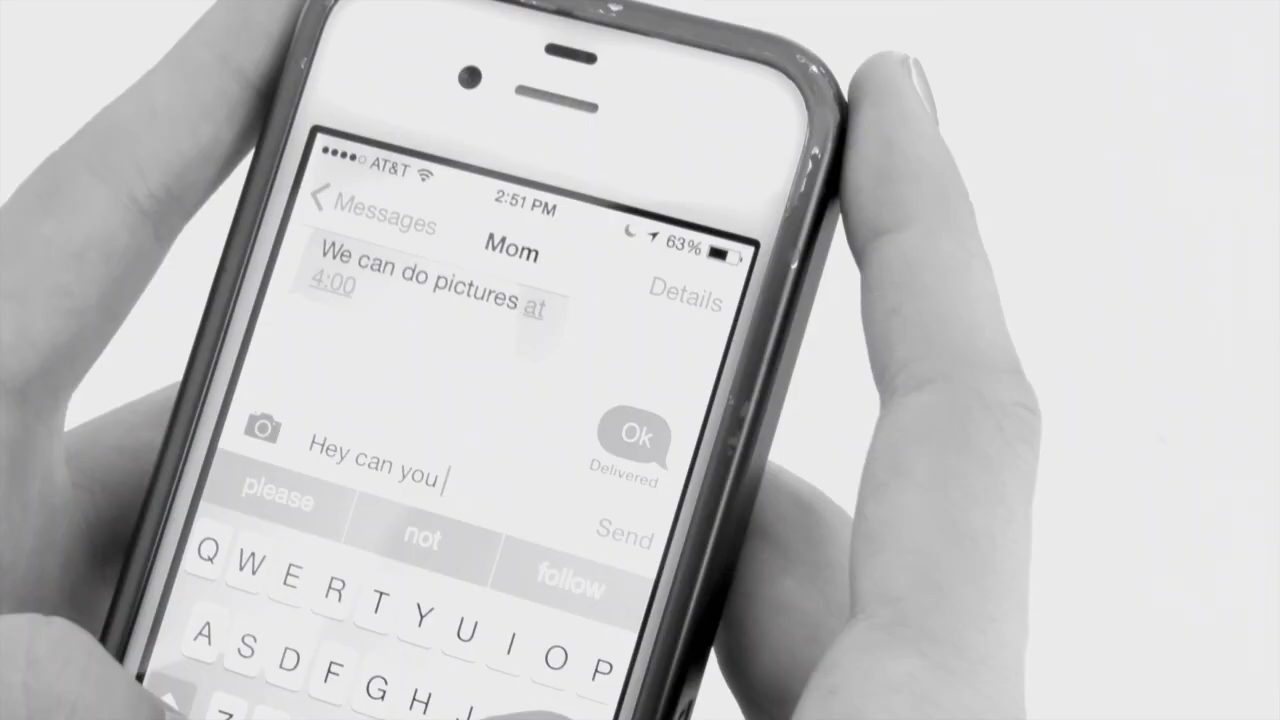 AT&T 2:51 PM 63%
Messages Mom Details
We can do pictures at
4:00
Ok
Delivered
Hey can you
Send
please not follow
Q W E R T Y U I O P
A S D F G H J
Z